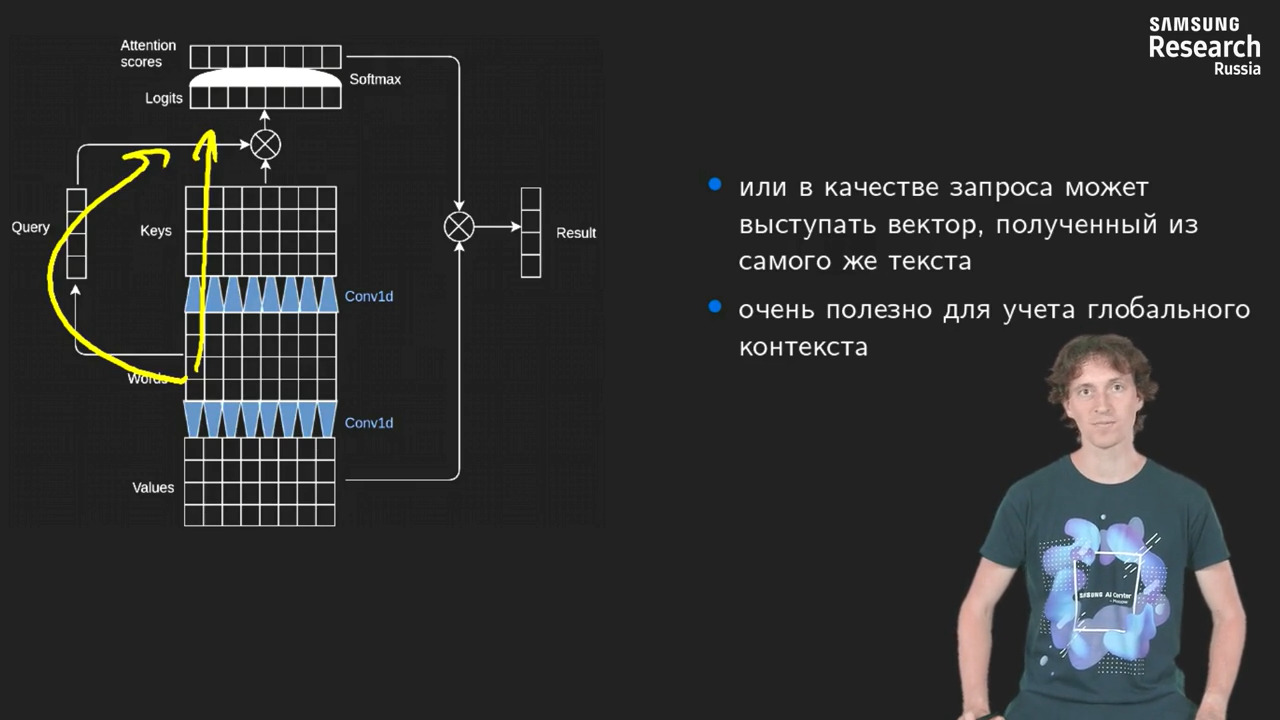 SAMSUNG
Research
Russia
Attention
scores
Softmax
Logits
Query
Keys
Result
Conv1d
Words
Conv1d
Values
или в качестве запроса может
выступать вектор, полученный из
самого же текста
очень полезно для учета глобального
контекста
SAMSUNG AI Center